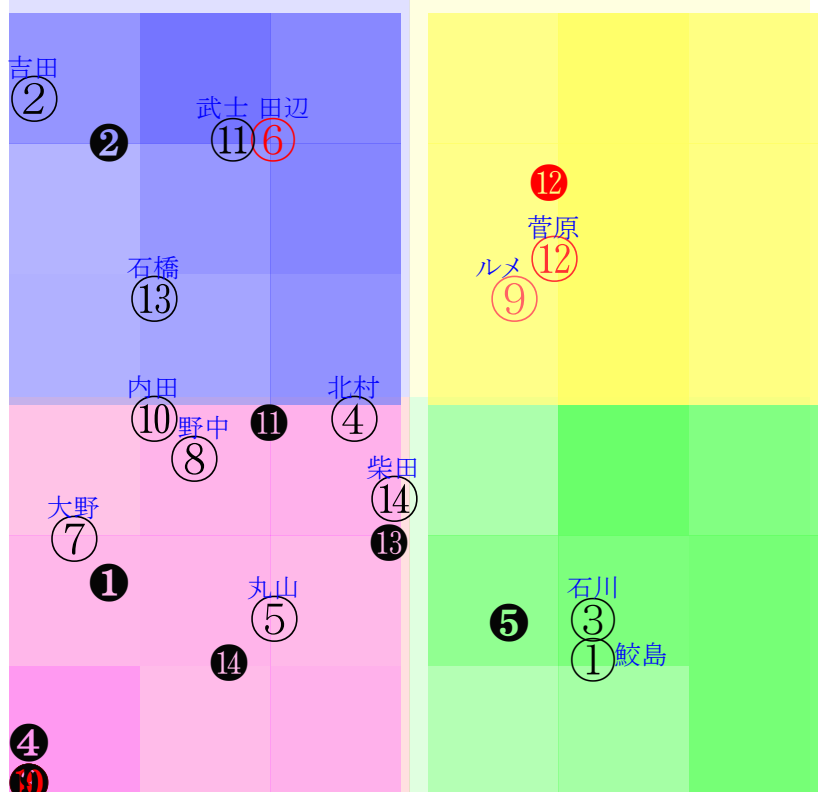 吉田
②
❷
武士 田辺
⑪ ⑥
⓬
菅原
⑫
ルメ
⑨
石橋
⑬
内田
⑩
北村
④
⓫
野中
⑧
柴田
⑭
⓭
大野
⑦
❶
丸山
⑤
⓮
石川
③
❺
① 鮫島
❹